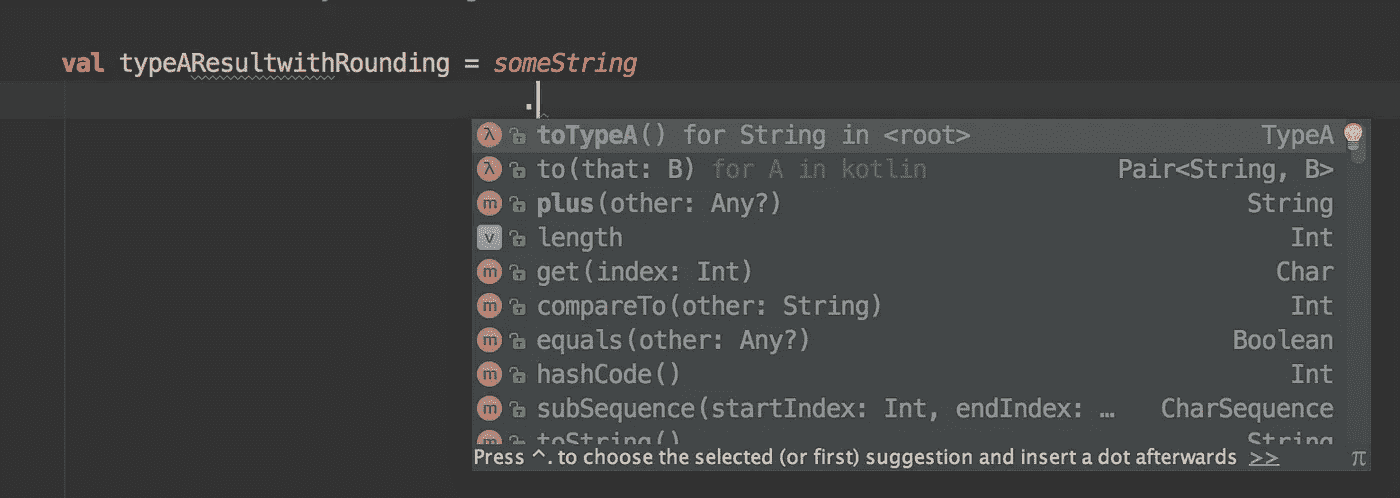 val typeAResultwithRounding = someString
.
toTypeA() for String in <root> TypeA
to(that: B) for A in kotlin Pair<String, B>
plus(other: Any?) String
length Int
get(index: Int) Char
compareTo(other: String) Int
equals(other: Any?) Boolean
hashCode() Int
subSequence(startIndex: Int, endIndex: … CharSequence
toString() String
Press ^. to choose the selected (or first) suggestion and insert a dot afterwards >> π